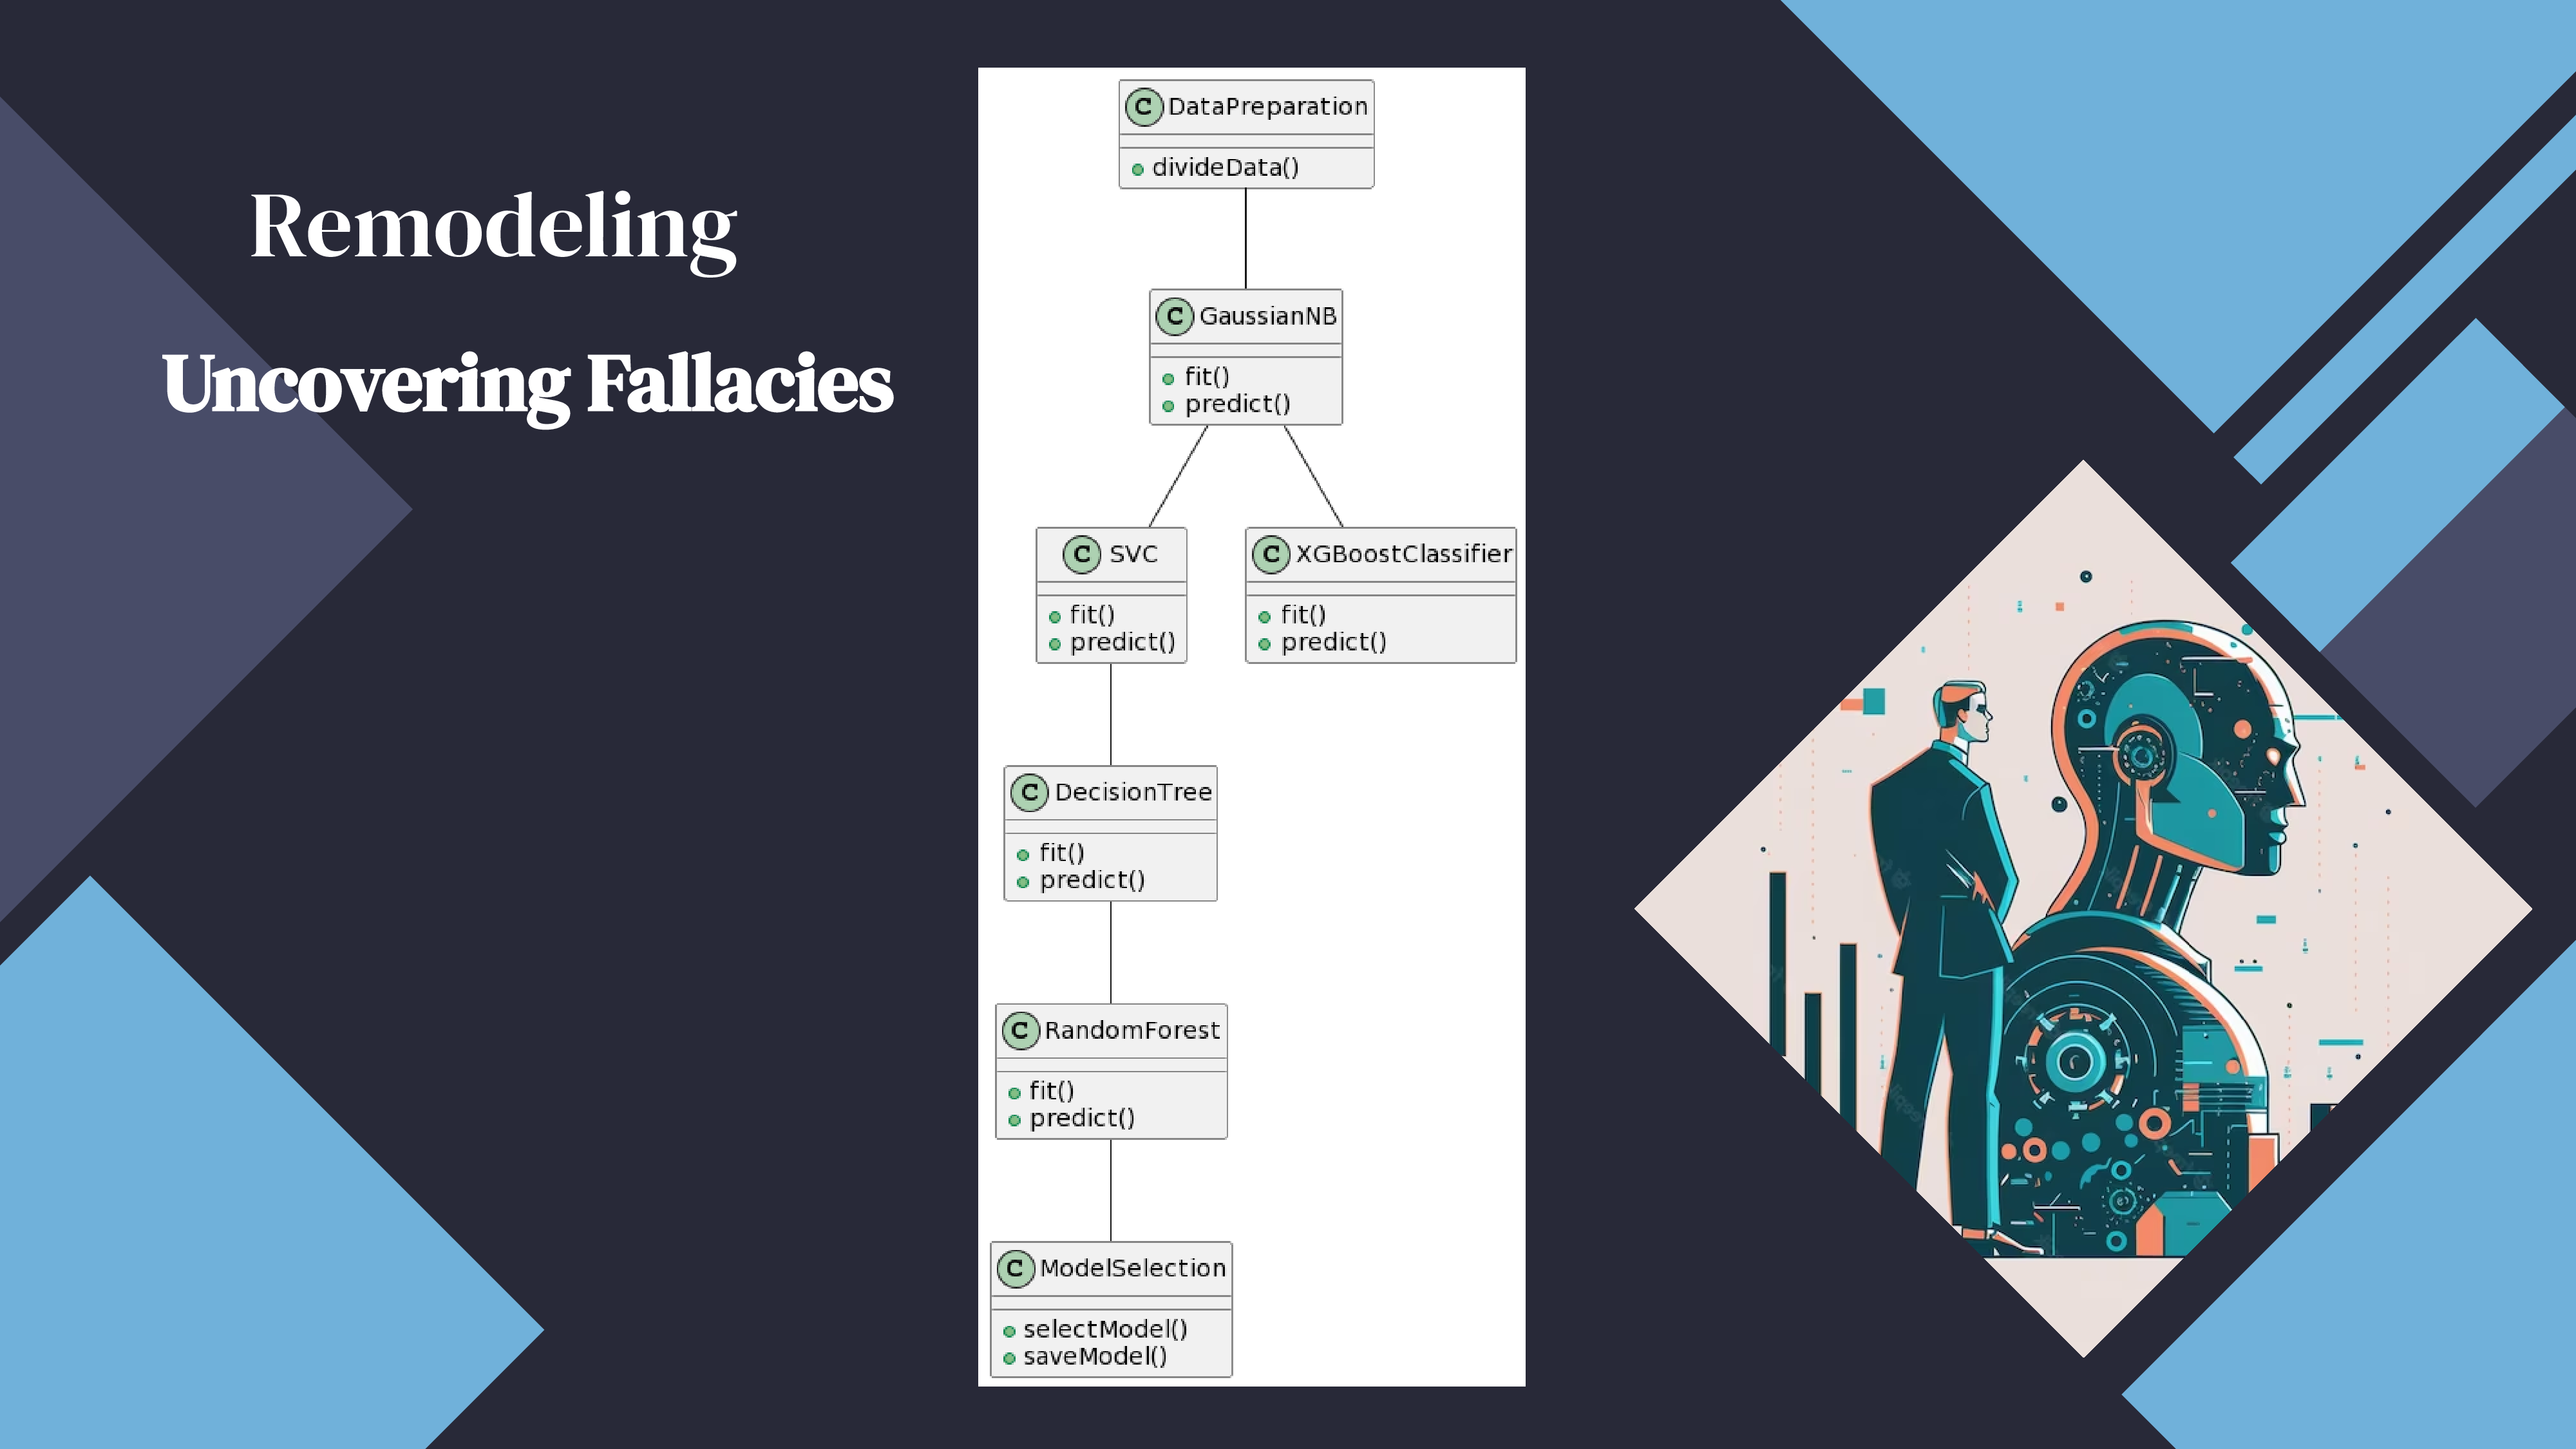 Remodeling
Uncovering Fallacies
C DataPreparation
divideData()
C GaussianNB
fit()
predict()
C SVC
fit()
predict()
C XGBoostClassifier
fit()
predict()
C DecisionTree
fit()
predict()
C RandomForest
fit()
predict()
C ModelSelection
selectModel()
saveModel()